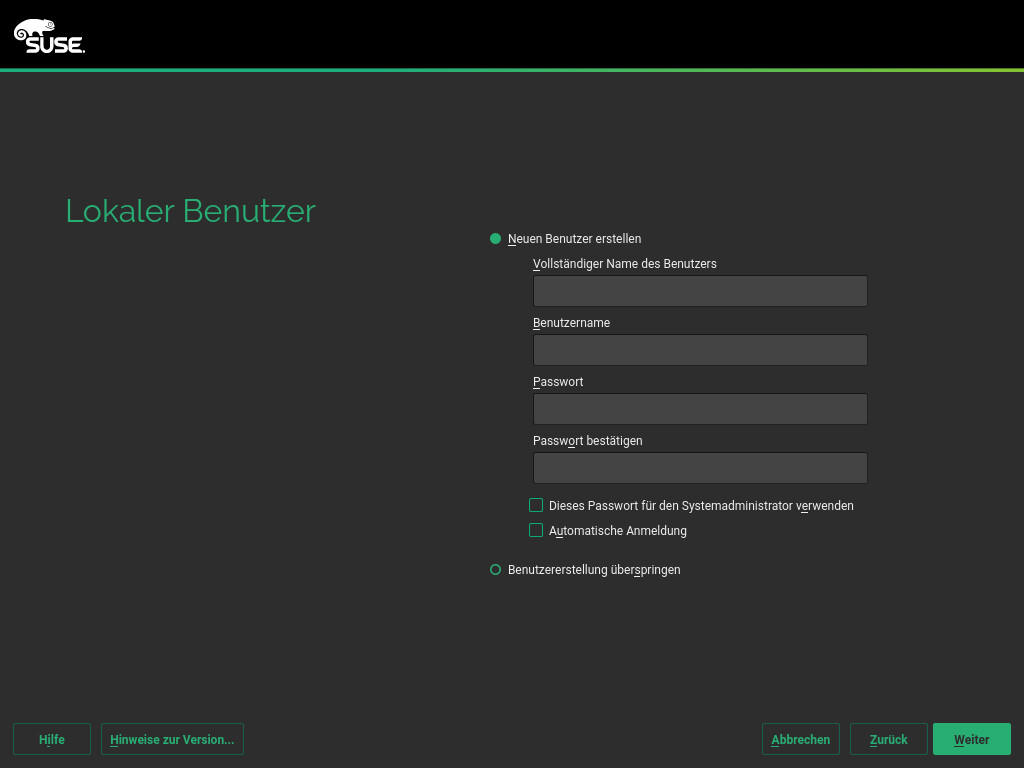 SUSE.
Lokaler Benutzer
Neuen Benutzer erstellen
Vollständiger Name des Benutzers
Benutzername
Passwort
Passwort bestätigen
Dieses Passwort für den Systemadministrator verwenden
Automatische Anmeldung
Benutzererstellung überspringen
Hilfe Hinweise zur Version... Abbrechen Zurück Weiter